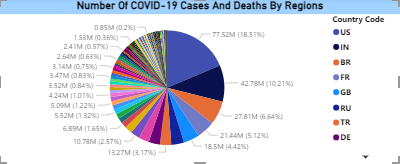 Number Of COVID-19 Cases And Deaths By Regions
Country Code
US
IN
BR
FR
GB
RU
TR
DE
0.85M (0.2%)
1.53M (0.36%)
2.41M (0.57%)
2.64M (0.63%)
3.14M (0.75%)
3.47M (0.83%)
3.52M (0.84%)
4.24M (1.01%)
5.09M (1.22%)
5.52M (1.32%)
6.89M (1.65%)
10.78M (2.57%)
13.27M (3.17%)
77.52M (18.51%)
42.78M (10.21%)
27.81M (6.64%)
21.44M (5.12%)
18.5M (4.42%)